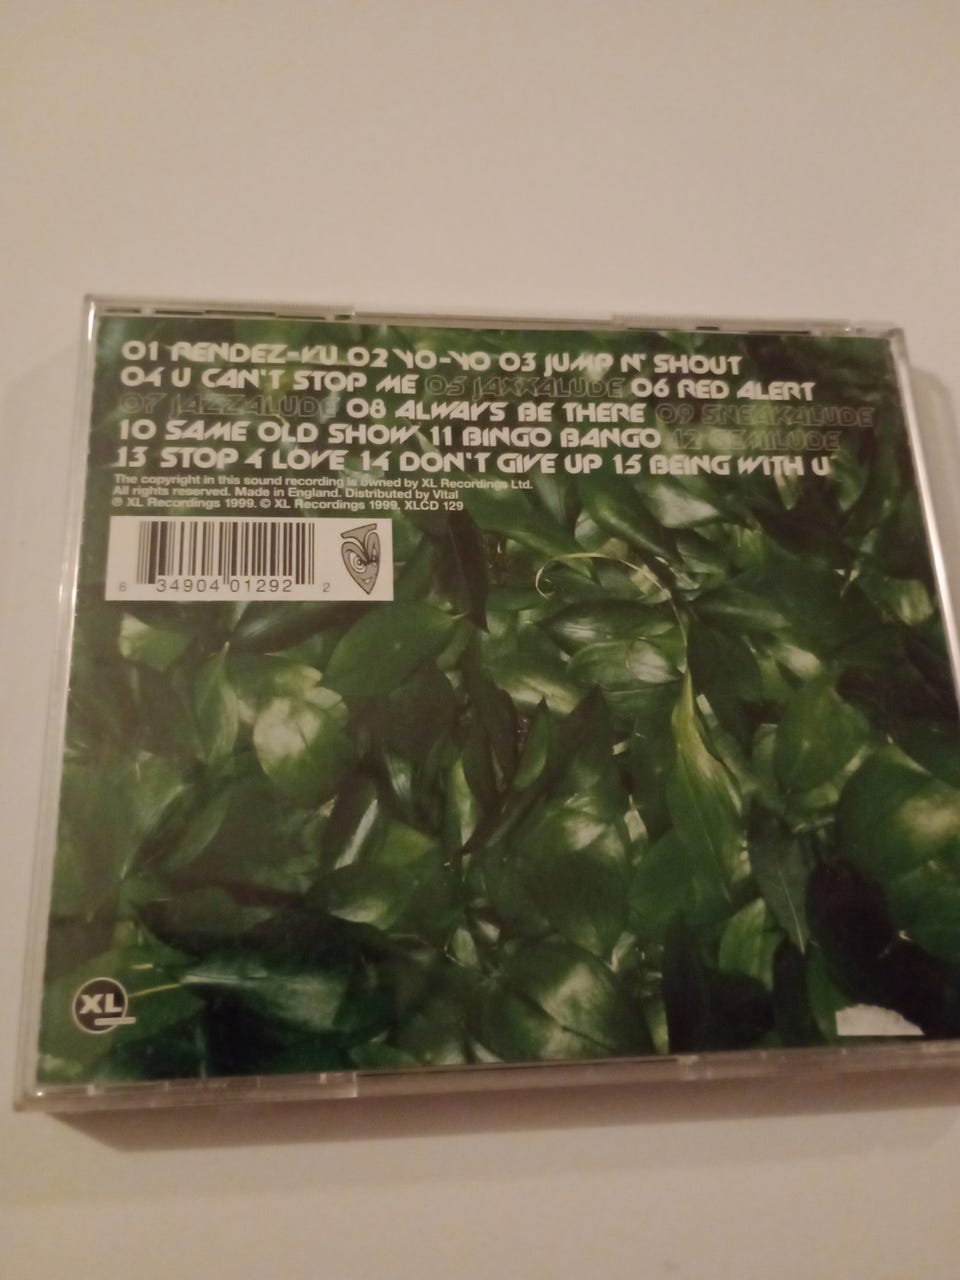 01 RENDEZ-VU 02 YO-YO 03 JUMP N' SHOUT
04 U CAN'T STOP ME 05 JAXXALUDE 06 RED ALERT
07 JAZZALUDE 08 ALWAYS BE THERE 09 SNEAKALUDE
10 SAME OLD SHOW 11 BINGO BANGO 12 GEMILUDE
13 STOP 4 LOVE 14 DON'T GIVE UP 15 BEING WITH U
The copyright in this sound recording is owned by XL Recordings Ltd.
All rights reserved. Made in England. Distributed by Vital
℗ XL Recordings 1999. © XL Recordings 1999. XLCD 129
6 34904 01292 2
XL